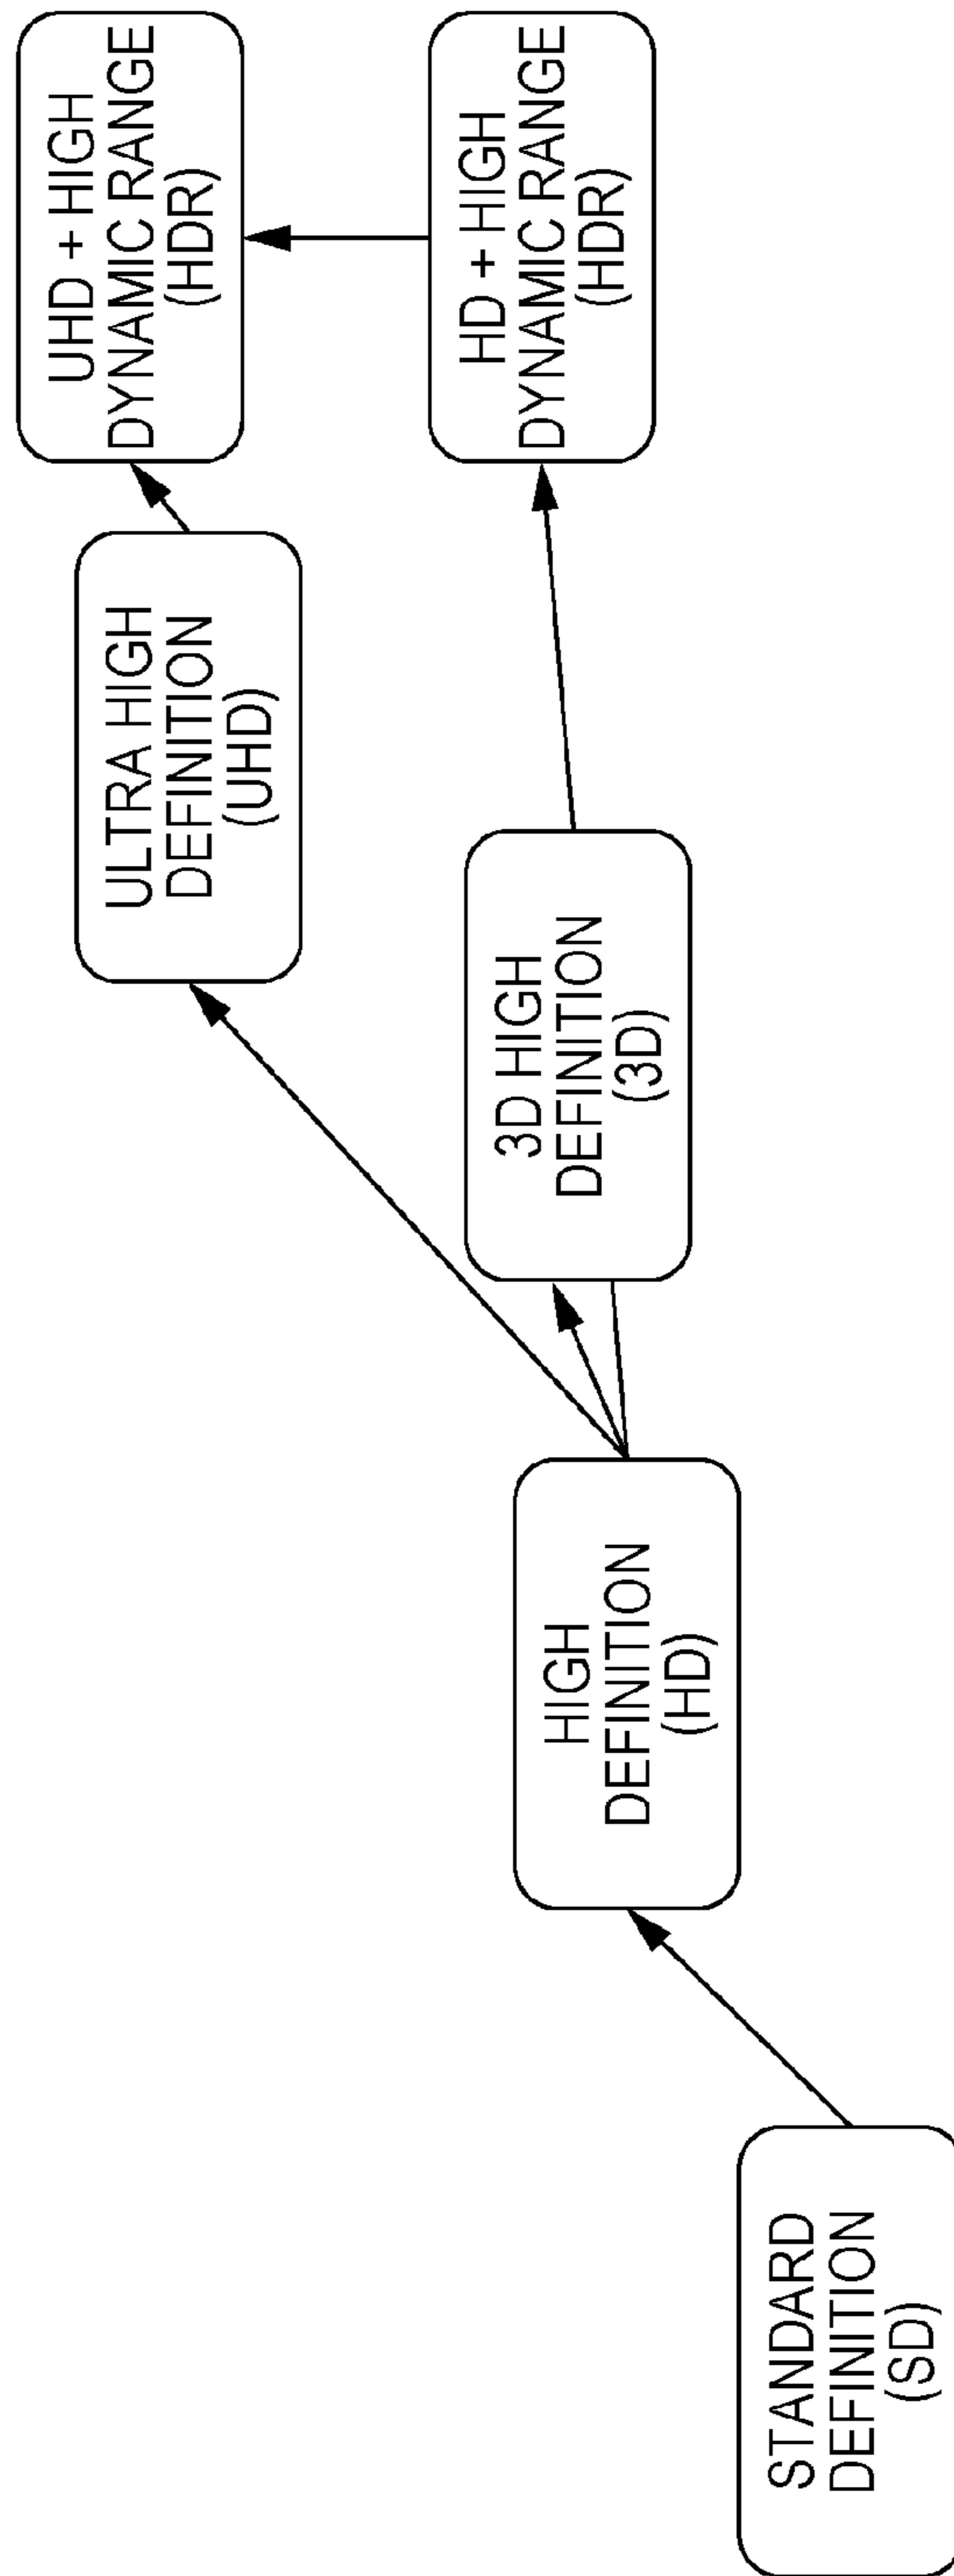 STANDARD
DEFINITION
(SD)
HIGH
DEFINITION
(HD)
3D HIGH
DEFINITION
(3D)
ULTRA HIGH
DEFINITION
(UHD)
UHD + HIGH
DYNAMIC RANGE
(HDR)
HD + HIGH
DYNAMIC RANGE
(HDR)